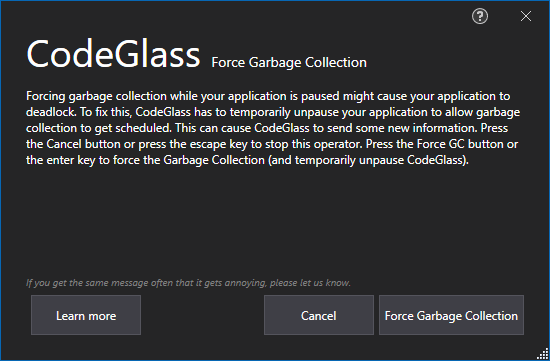 CodeGlass Force Garbage Collection
Forcing garbage collection while your application is paused might cause your application to
deadlock. To fix this, CodeGlass has to temporarily unpause your application to allow garbage
collection to get scheduled. This can cause CodeGlass to send some new information. Press
the Cancel button or press the escape key to stop this operator. Press the Force GC button or
the enter key to force the Garbage Collection (and temporarily unpause CodeGlass).
If you get the same message often that it gets annoying, please let us know.
Learn more
Cancel
Force Garbage Collection